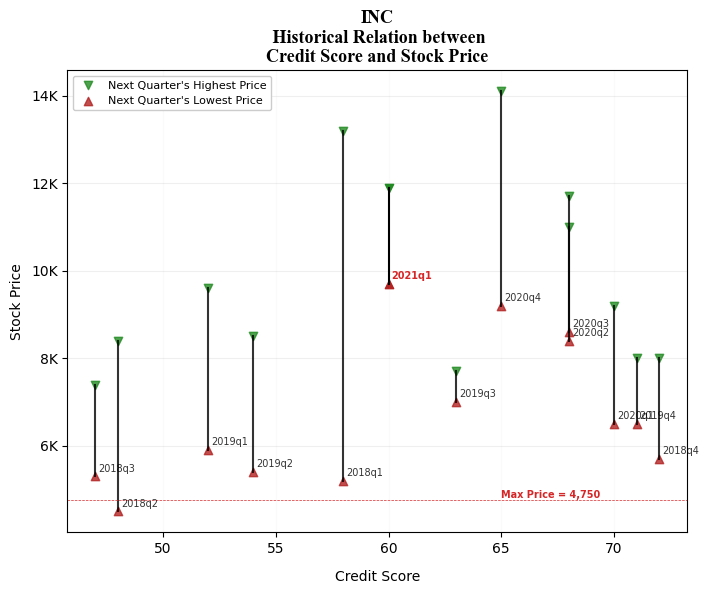 INC
Historical Relation between
Credit Score and Stock Price
Next Quarter's Highest Price
Next Quarter's Lowest Price
14K
12K
10K
8K
6K
Stock Price
2021q1
2020q4
2020q3
2020q2
2019q3
2020q1
2019q4
2019q1
2018q4
2019q2
2018q3
2018q1
2018q2
Max Price = 4,750
50
55
60
65
70
Credit Score